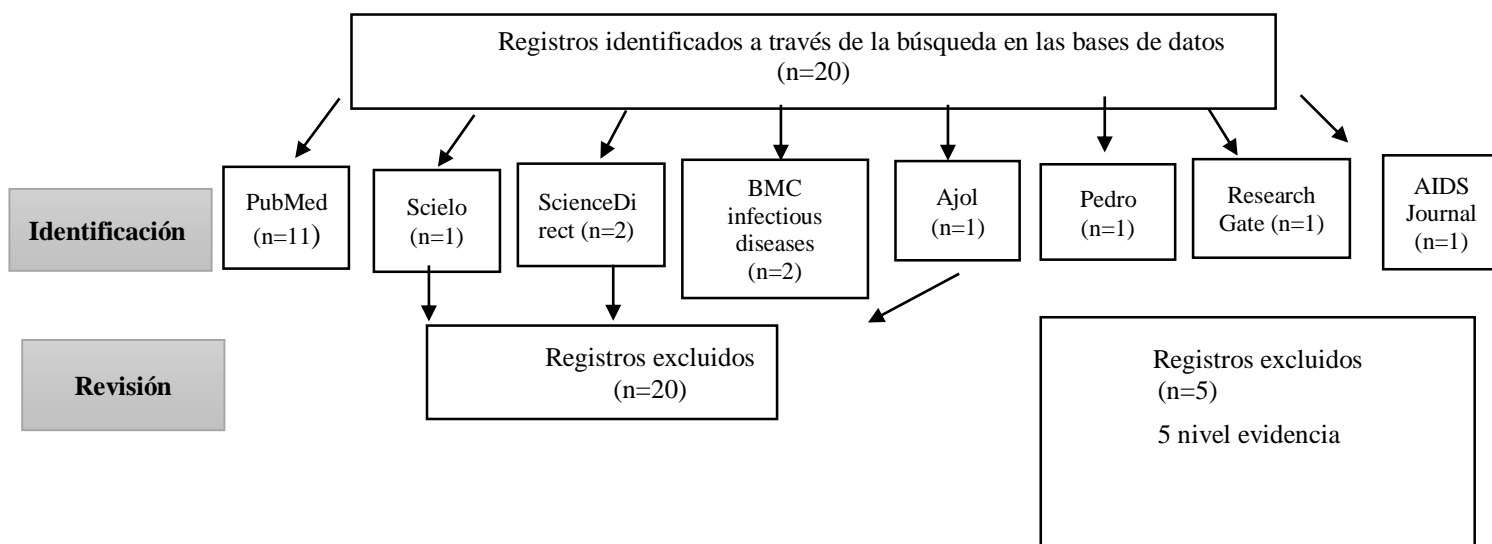 Registros identificados a través de la búsqueda en las bases de datos
(n=20)
Identificación
PubMed
(n=11)
Scielo
(n=1)
ScienceDi
rect (n=2)
BMC
infectious
diseases
(n=2)
Ajol
(n=1)
Pedro
(n=1)
Research
Gate (n=1)
AIDS
Journal
(n=1)
Revisión
Registros excluidos
(n=20)
Registros excluidos
(n=5)
5 nivel evidencia